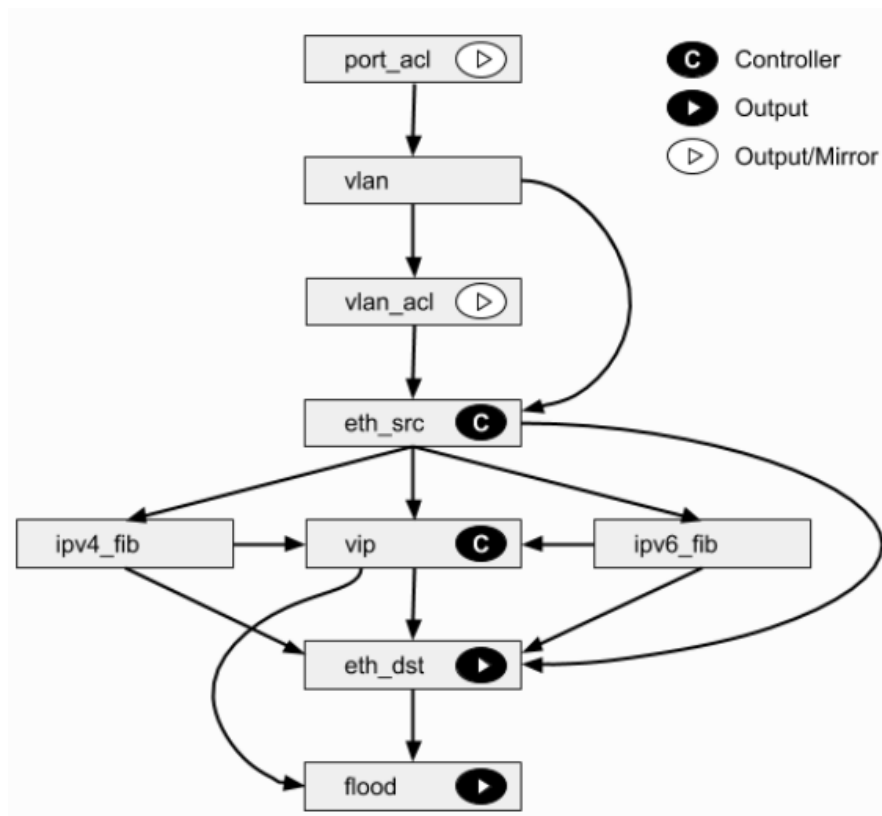 port_acl
C Controller
Output
vlan
Output/Mirror
vlan_acl
eth_src C
ipv4_fib
vip C
ipv6_fib
eth_dst
flood